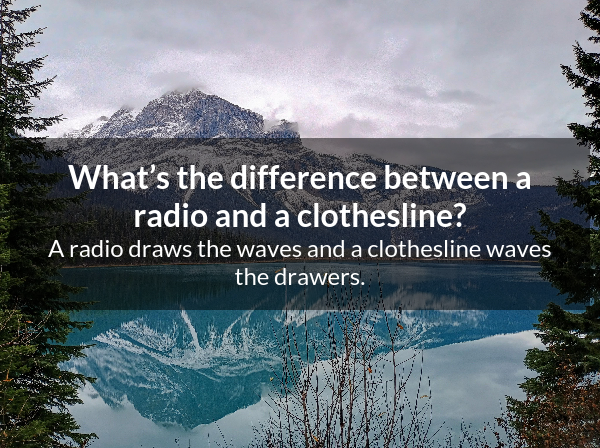 What’s the difference between a
radio and a clothesline?
A radio draws the waves and a clothesline waves
the drawers.